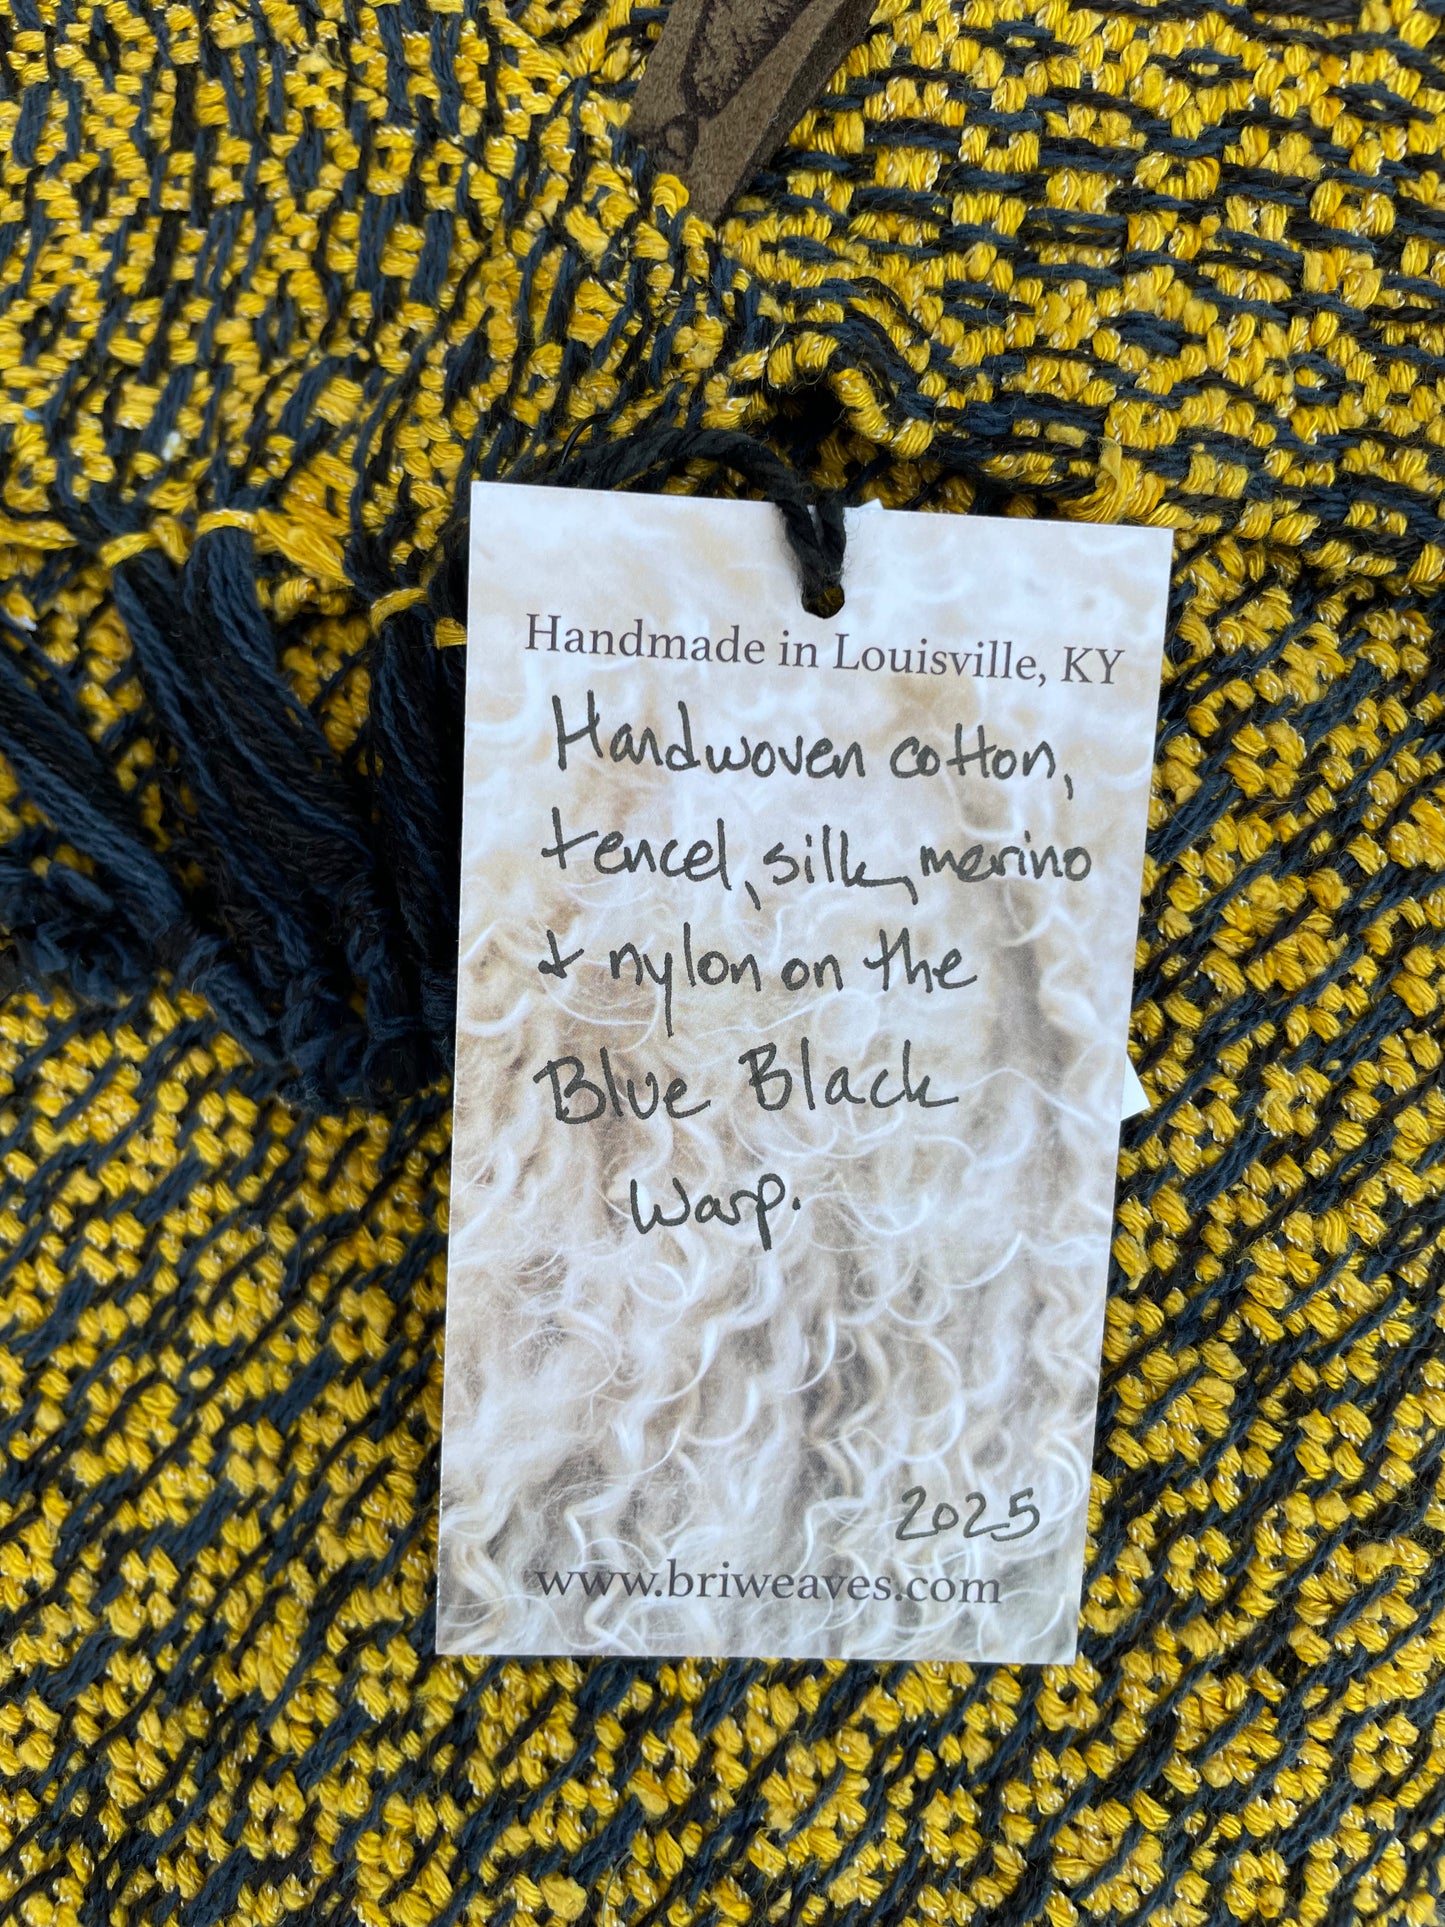 Handmade in Louisville, KY
Handwoven cotton,
tencel, silk, merino
& nylon on the
Blue Black
Warp.
2025
www.briweaves.com